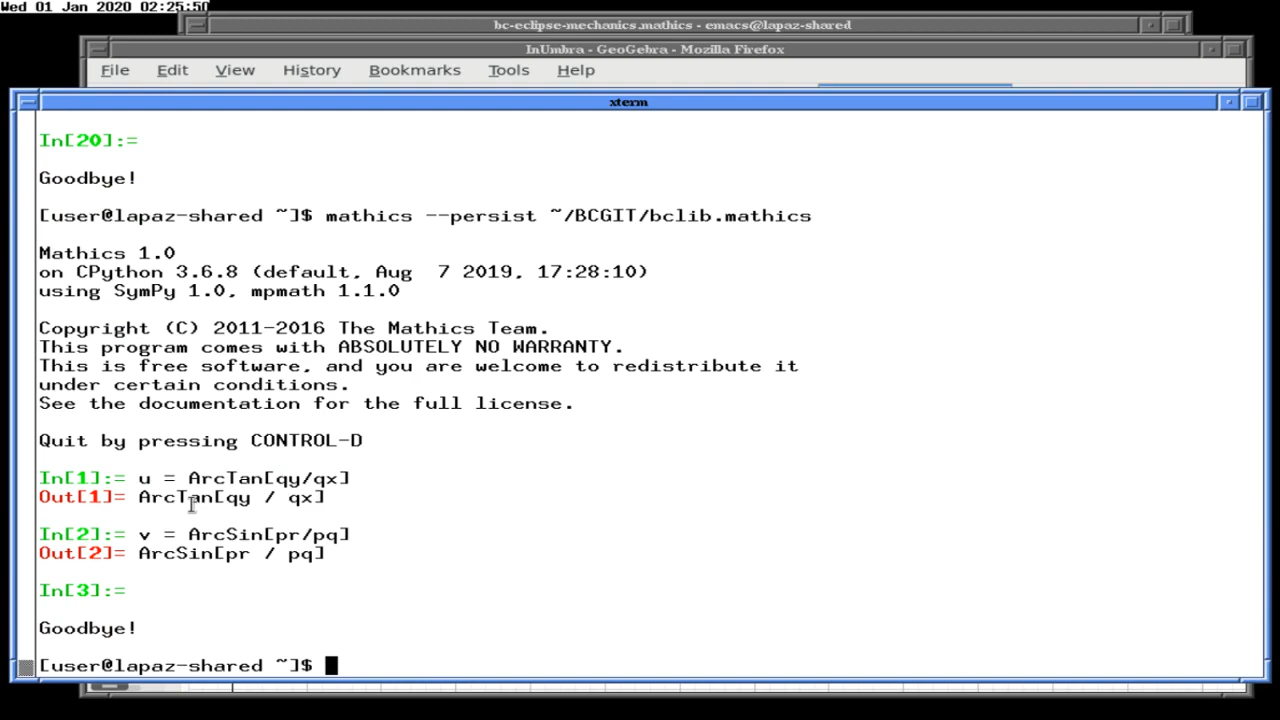 Wed 01 Jan 2020 02:25:50
bc-eclipse-mechanics.mathics - emacs@lapaz-shared
InUmbra - GeoGebra - Mozilla Firefox
File Edit View History Bookmarks Tools Help
xterm
In[20]:=
Goodbye!
[user@lapaz-shared ~]$ mathics --persist ~/BCGIT/bclib.mathics
Mathics 1.0
on CPython 3.6.8 (default, Aug  7 2019, 17:28:10)
using SymPy 1.0, mpmath 1.1.0
Copyright (C) 2011-2016 The Mathics Team.
This program comes with ABSOLUTELY NO WARRANTY.
This is free software, and you are welcome to redistribute it
under certain conditions.
See the documentation for the full license.
Quit by pressing CONTROL-D
In[1]:= u = ArcTan[qy/qx]
Out[1]= ArcTan[qy / qx]
In[2]:= v = ArcSin[pr/pq]
Out[2]= ArcSin[pr / pq]
In[3]:=
Goodbye!
[user@lapaz-shared ~]$